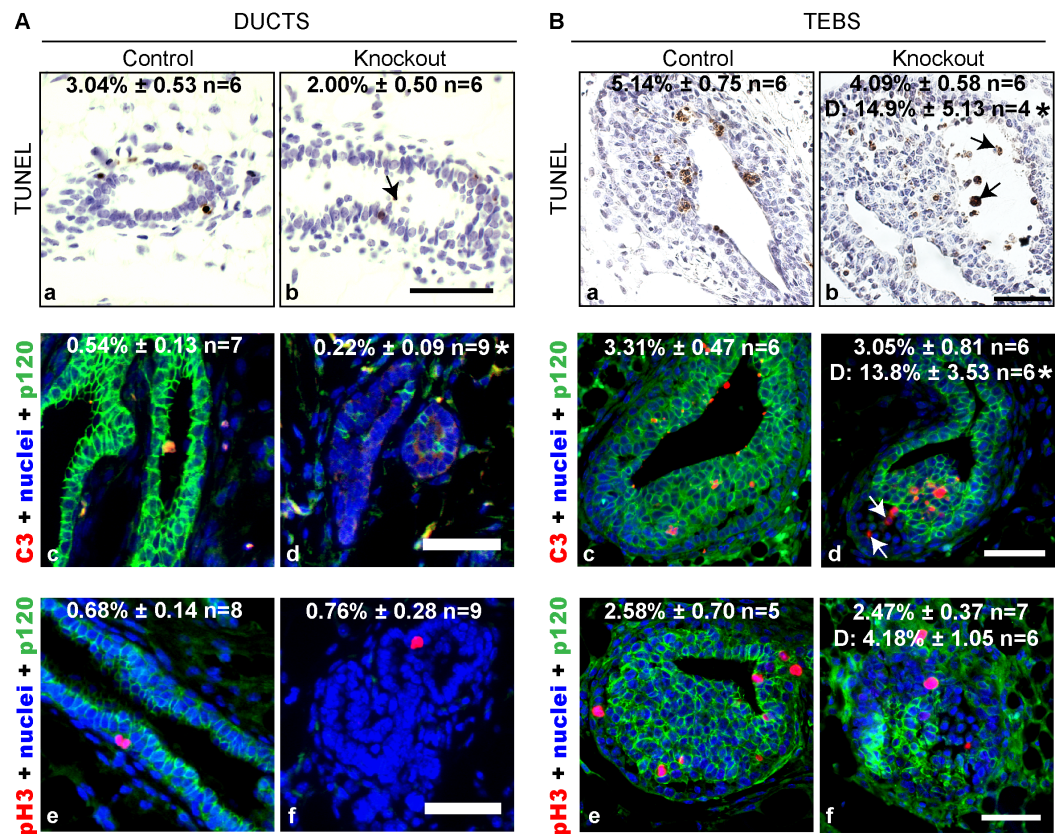 A DUCTS
Control Knockout
TUNEL
3.04% ± 0.53 n=6
a
2.00% ± 0.50 n=6
b
C3 + nuclei + p120
0.54% ± 0.13 n=7
c
0.22% ± 0.09 n=9 *
d
pH3 + nuclei + p120
0.68% ± 0.14 n=8
e
0.76% ± 0.28 n=9
f
B TEBS
Control Knockout
TUNEL
5.14% ± 0.75 n=6
a
4.09% ± 0.58 n=6
D: 14.9% ± 5.13 n=4 *
b
C3 + nuclei + p120
3.31% ± 0.47 n=6
c
3.05% ± 0.81 n=6
D: 13.8% ± 3.53 n=6 *
d
pH3 + nuclei + p120
2.58% ± 0.70 n=5
e
2.47% ± 0.37 n=7
D: 4.18% ± 1.05 n=6
f